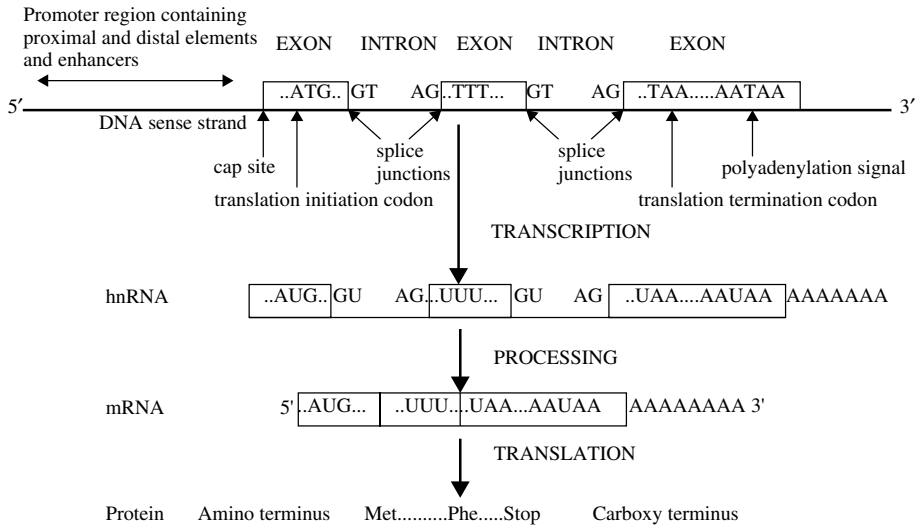 Promoter region containing
proximal and distal elements
and enhancers
EXON INTRON EXON INTRON EXON
5′ ..ATG.. GT AG ..TTT... GT AG ..TAA.....AATAA 3′
DNA sense strand
cap site
splice
junctions
splice
junctions
polyadenylation signal
translation initiation codon
translation termination codon
TRANSCRIPTION
hnRNA ..AUG.. GU AG...UUU... GU AG ..UAA....AAUAA AAAAAAA
PROCESSING
mRNA 5' ..AUG... ..UUU....UAA...AAUAA AAAAAAAA 3'
TRANSLATION
Protein Amino terminus Met..........Phe.....Stop Carboxy terminus